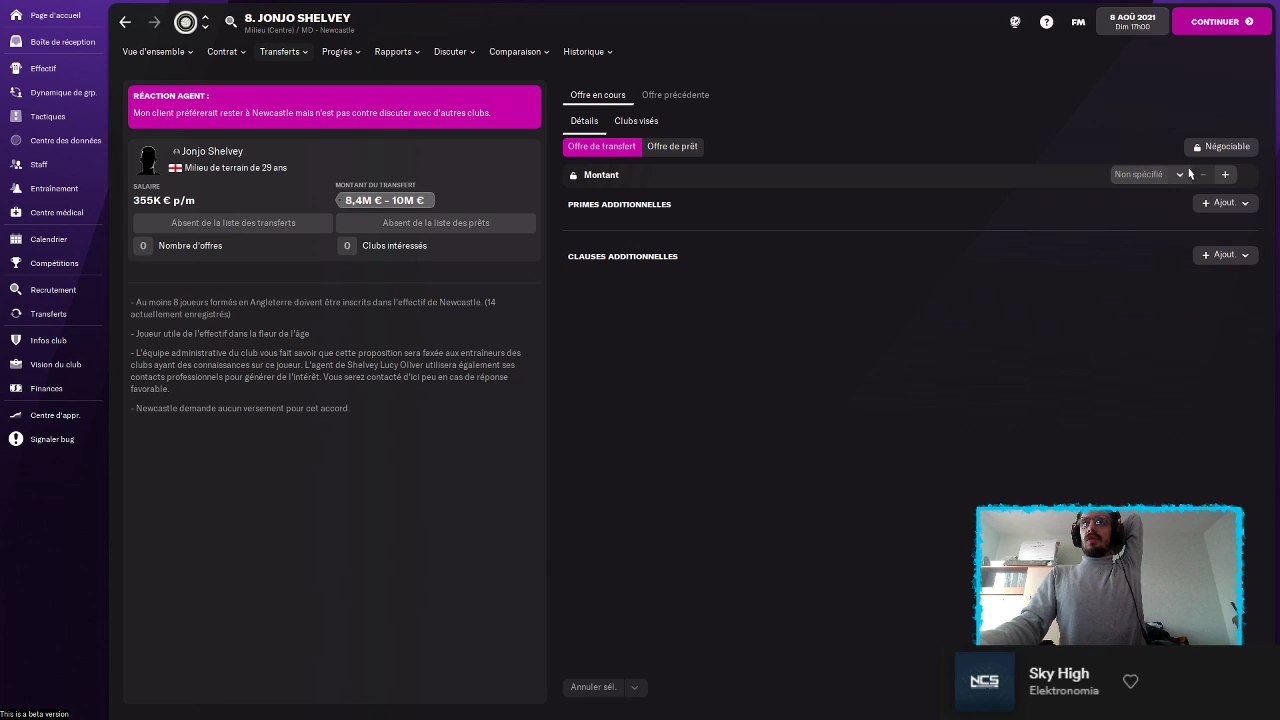 Page d'accueil
Boîte de réception
Effectif
Dynamique de grp.
Tactiques
Centre des données
Staff
Entraînement
Centre médical
Calendrier
Compétitions
Recrutement
Transferts
Infos club
Vision du club
Finances
Centre d'appr.
Signaler bug
This is a beta version
8. JONJO SHELVEY
Milieu (Centre) / MD - Newcastle
FM
8 AOÛ 2021
Dim 17h00
CONTINUER
Vue d'ensemble Contrat Transferts Progrès Rapports Discuter Comparaison Historique
RÉACTION AGENT :
Mon client préférerait rester à Newcastle mais n'est pas contre discuter avec d'autres clubs.
Jonjo Shelvey
Milieu de terrain de 29 ans
SALAIRE
355K € p/m
MONTANT DU TRANSFERT
8,4M € - 10M €
Absent de la liste des transferts
Absent de la liste des prêts
0 Nombre d'offres
0 Clubs intéressés
- Au moins 8 joueurs formés en Angleterre doivent être inscrits dans l'effectif de Newcastle. (14
actuellement enregistrés)
- Joueur utile de l'effectif dans la fleur de l'âge
- L'équipe administrative du club vous fait savoir que cette proposition sera faxée aux entraîneurs des
clubs ayant des connaissances sur ce joueur. L'agent de Shelvey Lucy Oliver utilisera également ses
contacts professionnels pour générer de l'intérêt. Vous serez contacté d'ici peu en cas de réponse
favorable.
- Newcastle demande aucun versement pour cet accord.
Offre en cours Offre précédente
Détails Clubs visés
Offre de transfert Offre de prêt
Négociable
Montant
Non spécifié
PRIMES ADDITIONNELLES
+ Ajout.
CLAUSES ADDITIONNELLES
+ Ajout.
Annuler sél.
NCS
Sky High
Elektronomia